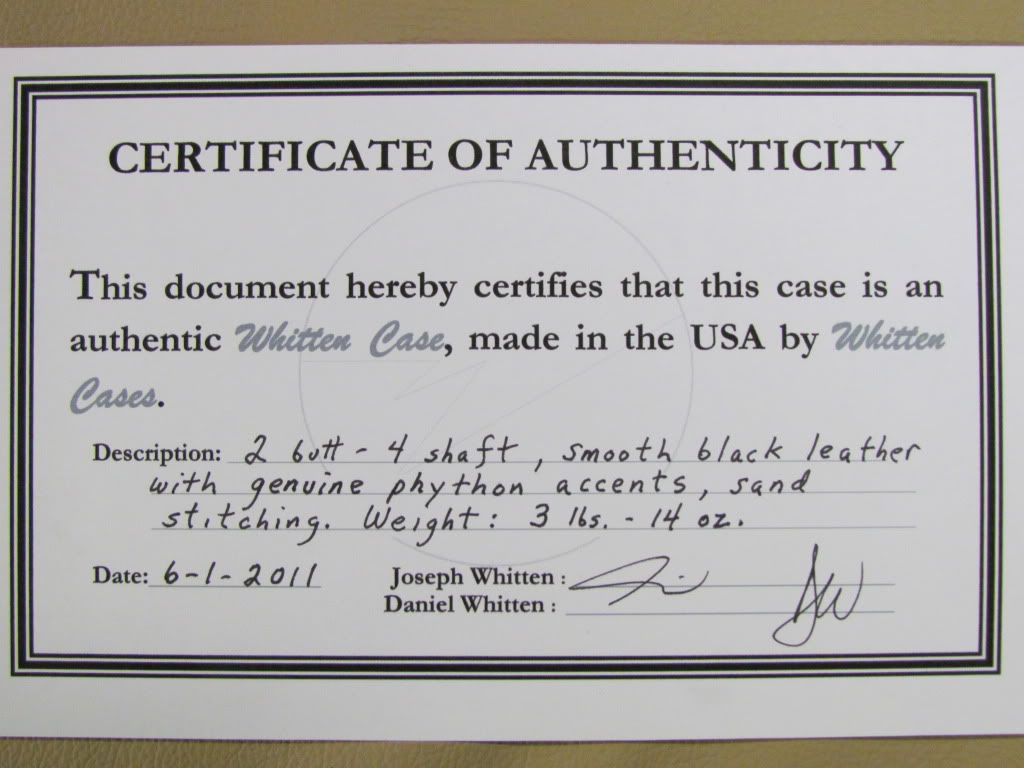 CERTIFICATE OF AUTHENTICITY
This document hereby certifies that this case is an
authentic Whitten Case, made in the USA by Whitten
Cases.
Description: 2 butt - 4 shaft, smooth black leather
with genuine phython accents, sand
stitching. Weight: 3 lbs. - 14 oz.
Date: 6-1-2011
Joseph Whitten :
Daniel Whitten :